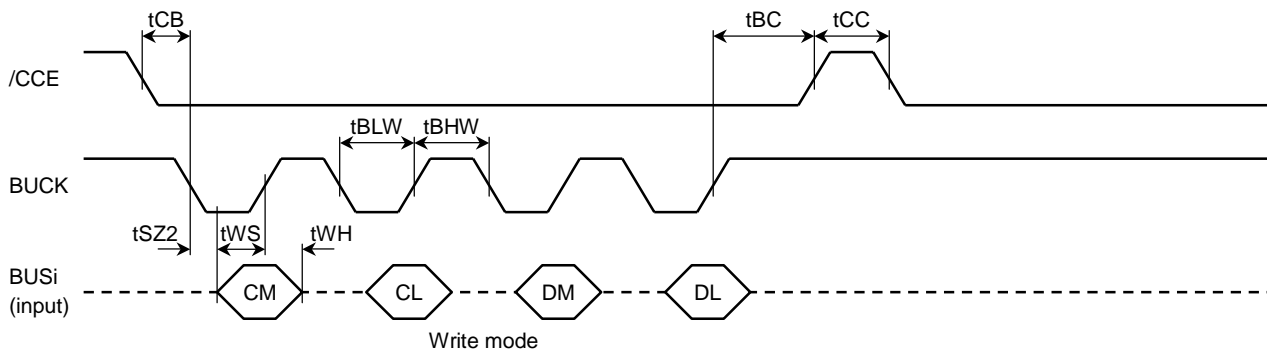 tCB tBC tCC
/CCE
tBLW tBHW
BUCK
tSZ2 tWS tWH
BUSi
(input)
CM CL DM DL
Write mode